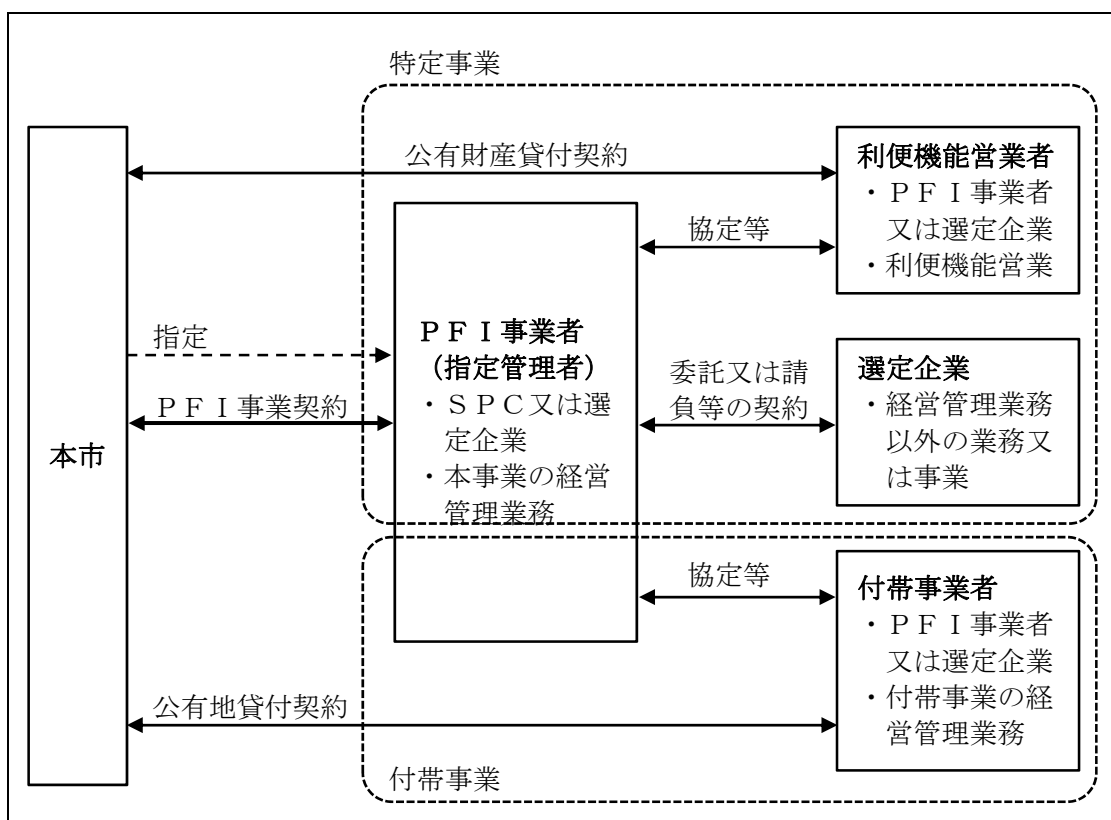 特定事業
公有財産貸付契約
利便機能営業者
・ＰＦＩ事業者
又は選定企業
・利便機能営業
協定等
指定
ＰＦＩ事業契約
本市
ＰＦＩ事業者
（指定管理者）
・ＳＰＣ又は選
定企業
・本事業の経営
管理業務
委託又は請
負等の契約
選定企業
・経営管理業務
以外の業務又
は事業
協定等
付帯事業者
・ＰＦＩ事業者
又は選定企業
・付帯事業の経
営管理業務
公有地貸付契約
付帯事業